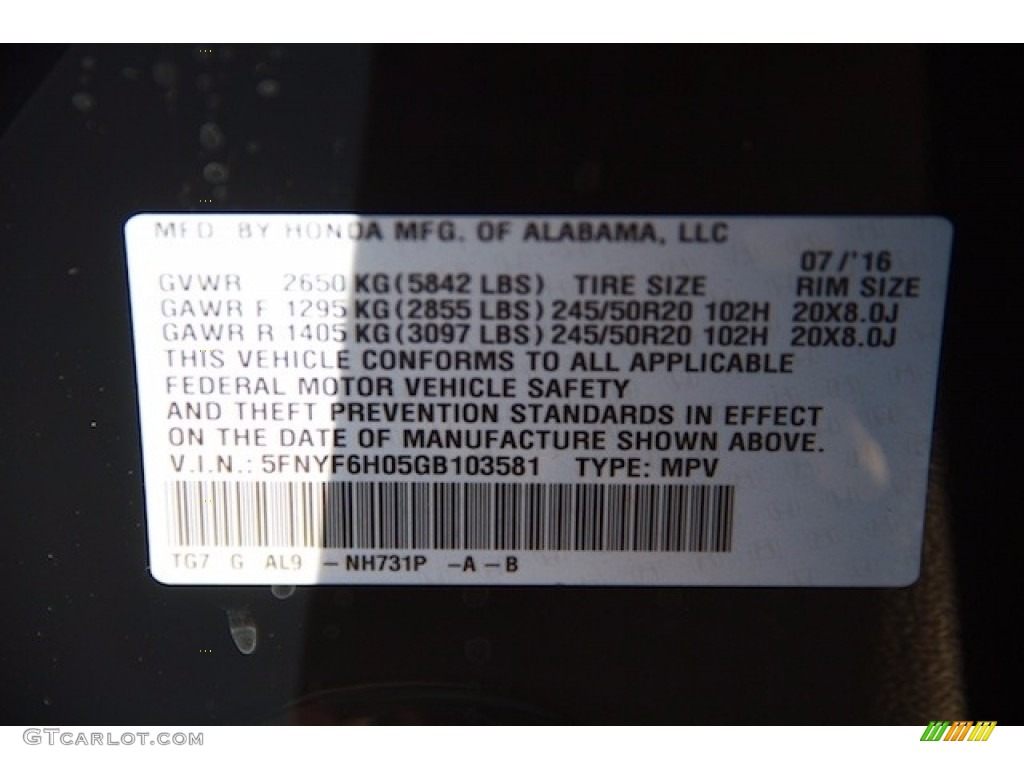 MFD. BY HONDA MFG. OF ALABAMA, LLC
07/'16
GVWR 2650 KG(5842 LBS) TIRE SIZE RIM SIZE
GAWR F 1295 KG(2855 LBS) 245/50R20 102H 20X8.0J
GAWR R 1405 KG(3097 LBS) 245/50R20 102H 20X8.0J
THIS VEHICLE CONFORMS TO ALL APPLICABLE
FEDERAL MOTOR VEHICLE SAFETY
AND THEFT PREVENTION STANDARDS IN EFFECT
ON THE DATE OF MANUFACTURE SHOWN ABOVE.
V.I.N.: 5FNYF6H05GB103581 TYPE: MPV
TG7 G AL9 -NH731P -A-B
GTCARLOT.COM